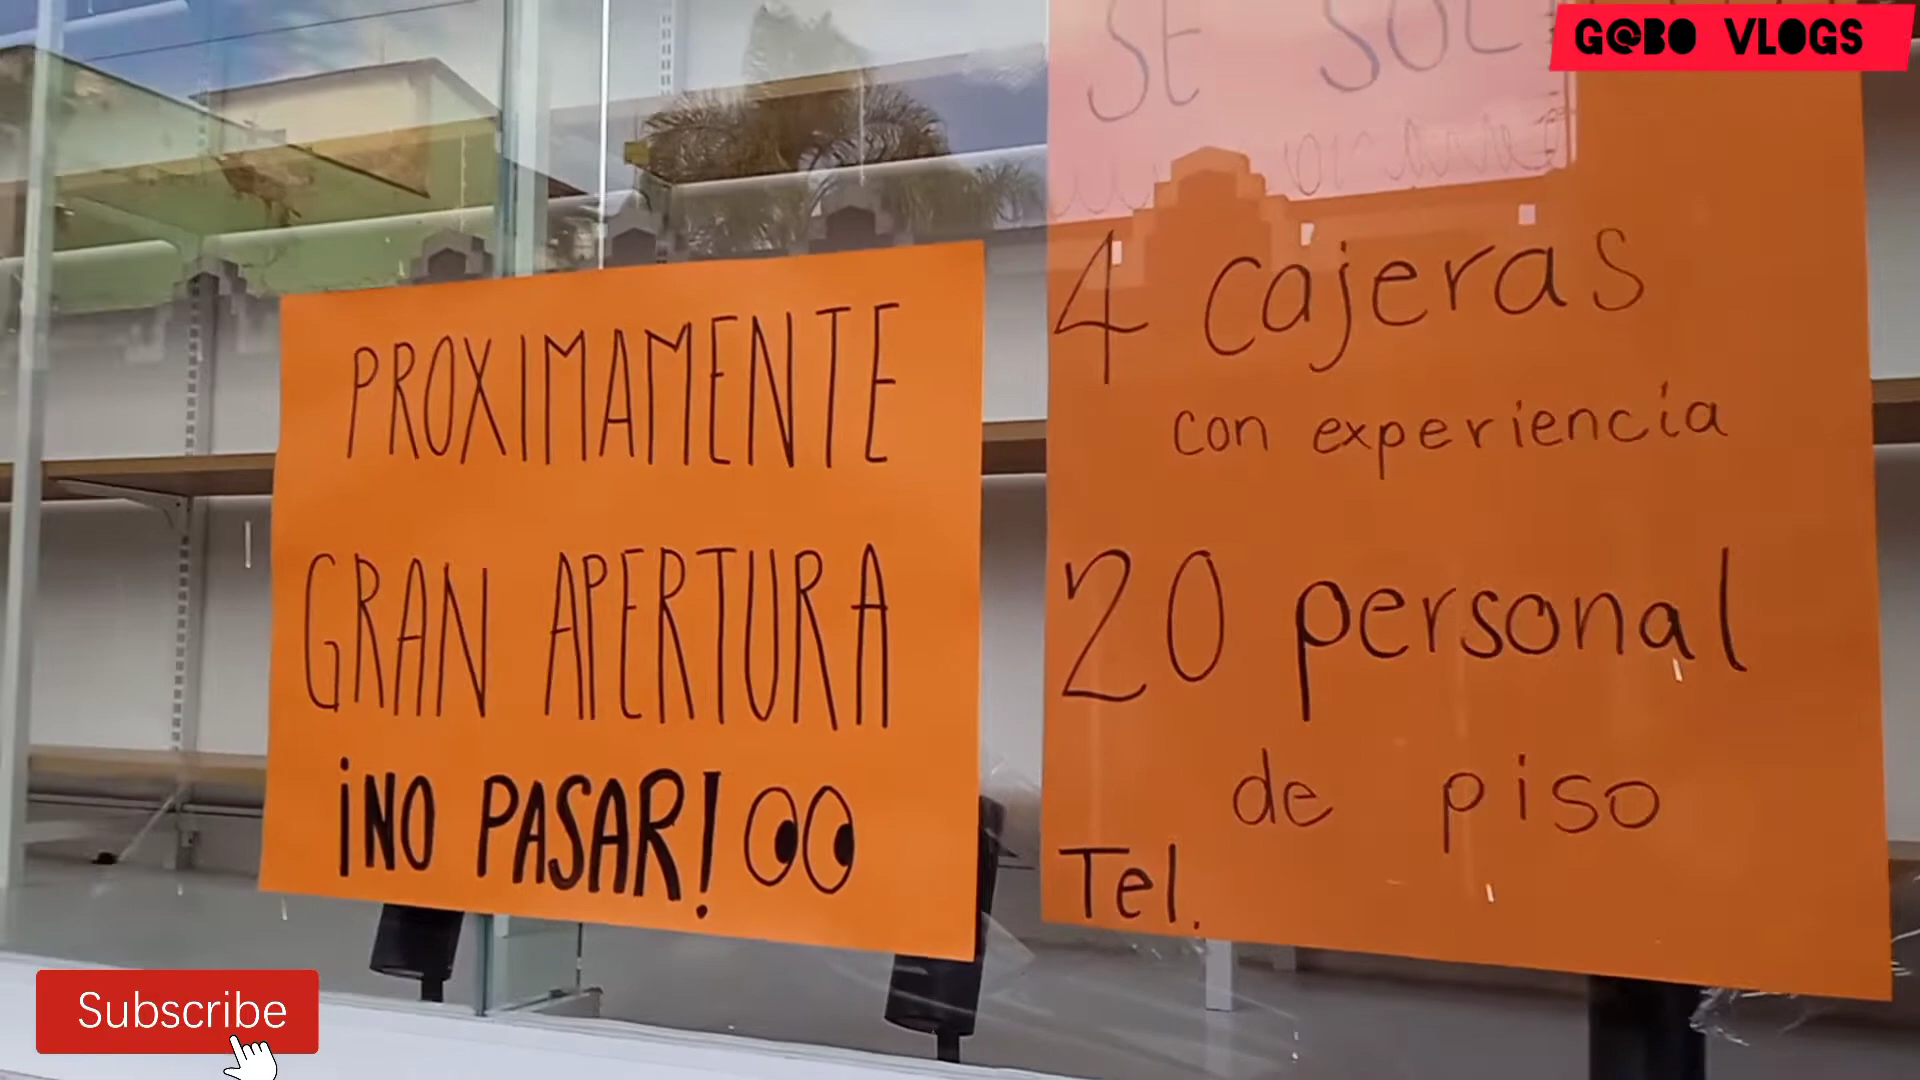 G@BO VLOGS
PROXIMAMENTE
GRAN APERTURA
¡NO PASAR!
SE SOL
4 cajeras
con experiencia
20 personal
de piso
Tel.
Subscribe